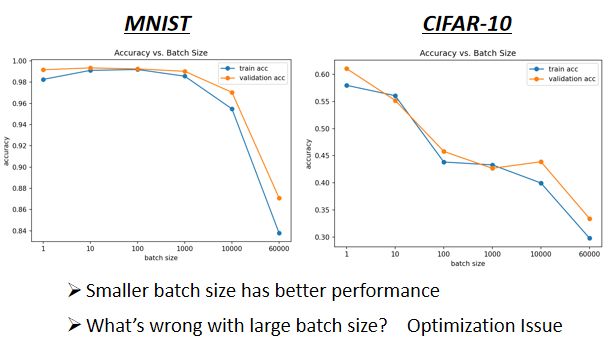 MNIST
CIFAR-10
Accuracy vs. Batch Size
train acc
validation acc
accuracy
1.00
0.98
0.96
0.94
0.92
0.90
0.88
0.86
0.84
1 10 100 1000 10000 60000
batch size
Accuracy vs. Batch Size
train acc
validation acc
accuracy
0.60
0.55
0.50
0.45
0.40
0.35
0.30
1 10 100 1000 10000 60000
batch size
➢ Smaller batch size has better performance
➢ What’s wrong with large batch size? Optimization Issue